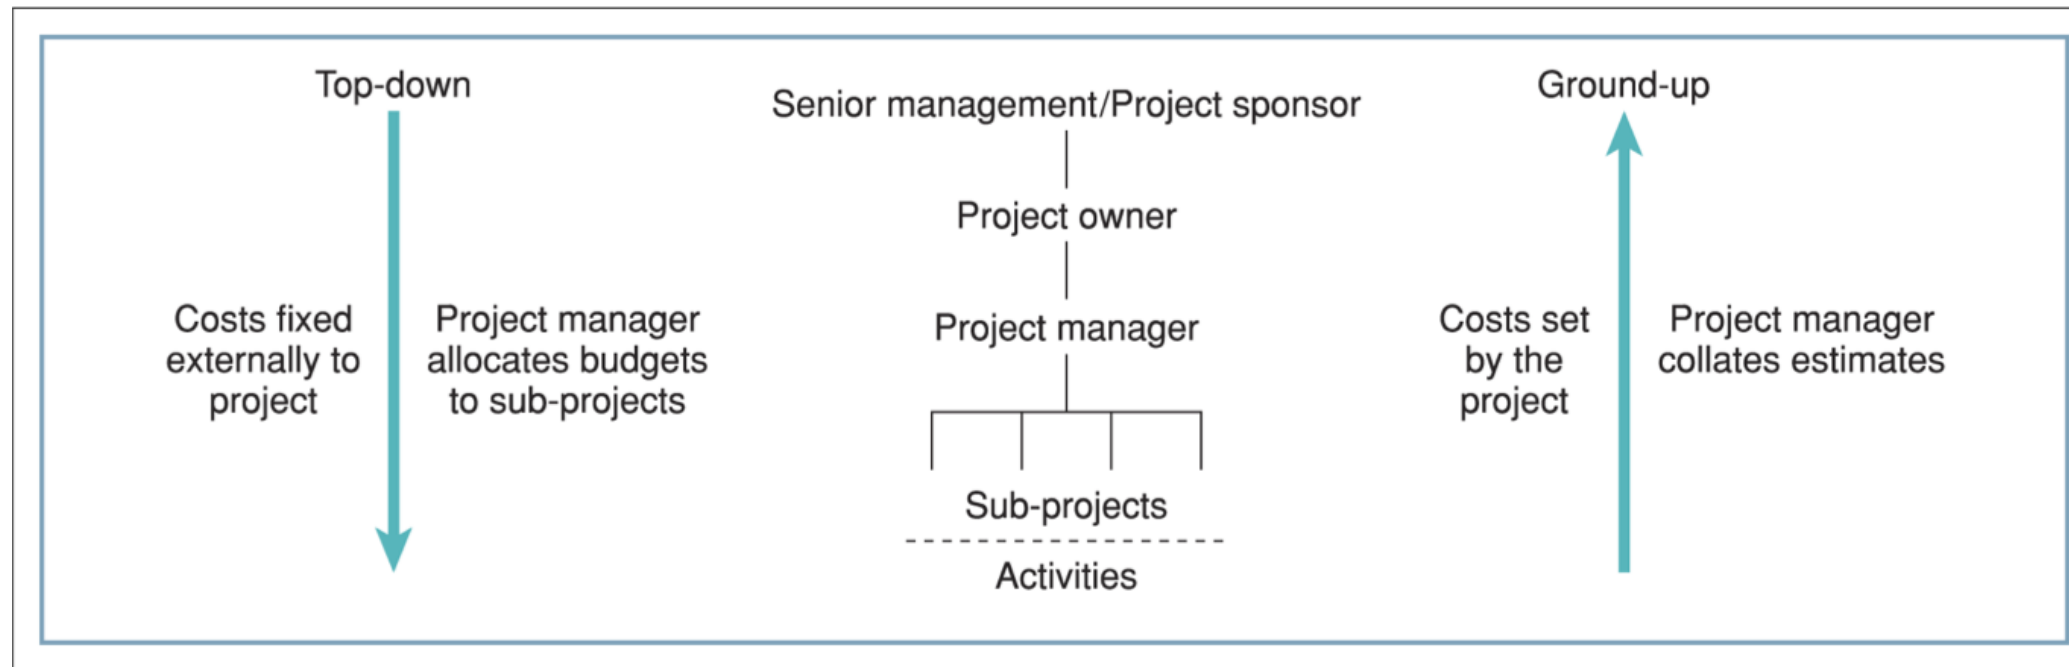 Top-down
Costs fixed
externally to
project
Project manager
allocates budgets
to sub-projects
Senior management/Project sponsor
Project owner
Project manager
Sub-projects
Activities
Ground-up
Costs set
by the
project
Project manager
collates estimates